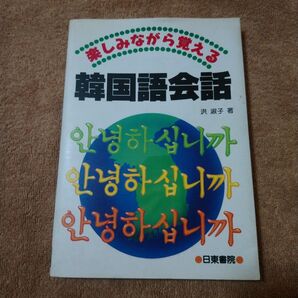 楽しみながら覚える
韓国語会話
洪 淑子 著
안녕하십니까
안녕하십니까
안녕하십니까
日東書院